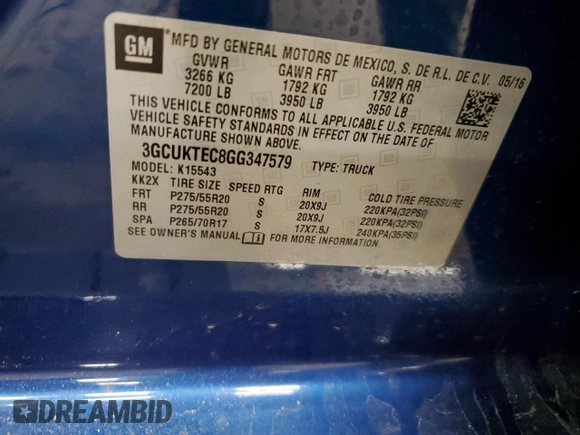 GM
MFD BY GENERAL MOTORS DE MEXICO, S. DE R.L. DE C.V. 05/16
GVWR GAWR FRT GAWR RR
3266 KG 1792 KG 1792 KG
7200 LB 3950 LB 3950 LB
THIS VEHICLE CONFORMS TO ALL APPLICABLE U.S. FEDERAL MOTOR
VEHICLE SAFETY STANDARDS IN EFFECT ON THE DATE OF
MANUFACTURE SHOWN ABOVE.
3GCUKTEC8GG347579 TYPE: TRUCK
MODEL: K15543
KK2X TIRE SIZE SPEED RTG RIM COLD TIRE PRESSURE
FRT P275/55R20 S 20X9J 220KPA(32PSI)
RR P275/55R20 S 20X9J 220KPA(32PSI)
SPA P265/70R17 S 17X7.5J 240KPA(35PSI)
SEE OWNER'S MANUAL FOR MORE INFORMATION.
DREAMBID